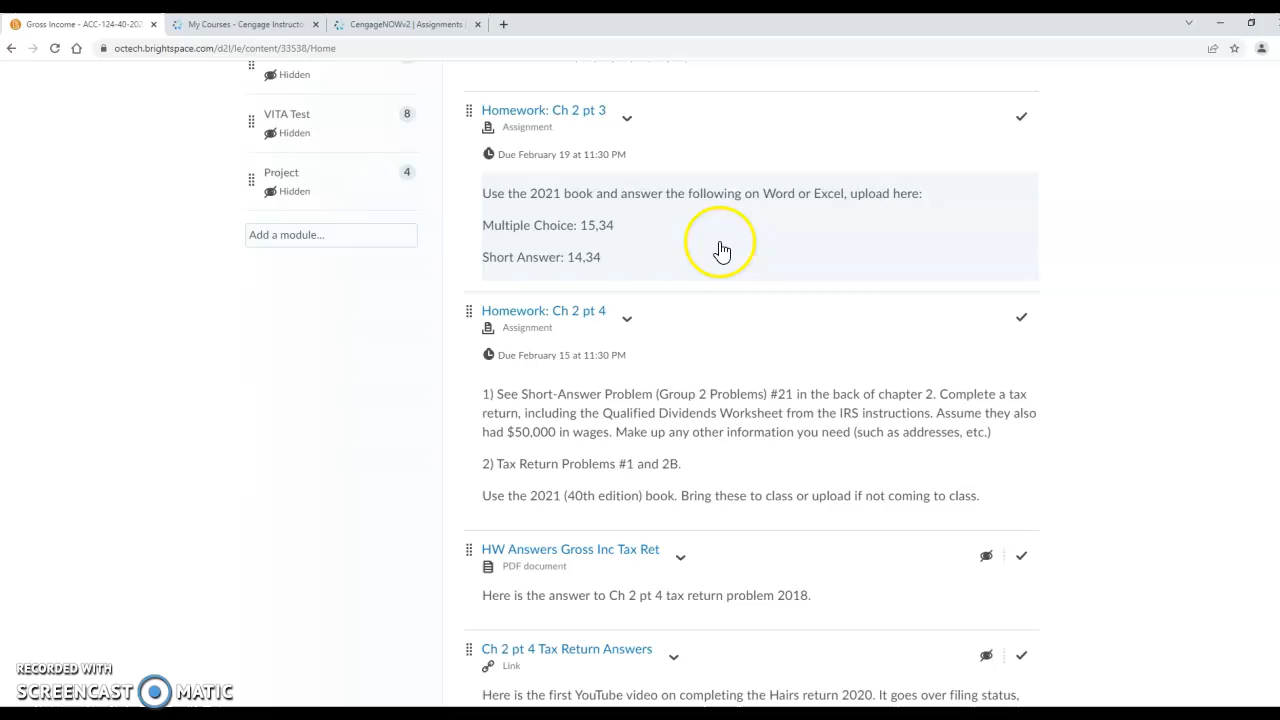 Gross Income - ACC-124-40-202
My Courses - Cengage Instructo
CengageNOWv2 | Assignments
octech.brightspace.com/d2l/le/content/33538/Home
Hidden
VITA Test
8
Hidden
Project
4
Hidden
Add a module...
Homework: Ch 2 pt 3
Assignment
Due February 19 at 11:30 PM
Use the 2021 book and answer the following on Word or Excel, upload here:
Multiple Choice: 15,34
Short Answer: 14,34
Homework: Ch 2 pt 4
Assignment
Due February 15 at 11:30 PM
1) See Short-Answer Problem (Group 2 Problems) #21 in the back of chapter 2. Complete a tax
return, including the Qualified Dividends Worksheet from the IRS instructions. Assume they also
had $50,000 in wages. Make up any other information you need (such as addresses, etc.)
2) Tax Return Problems #1 and 2B.
Use the 2021 (40th edition) book. Bring these to class or upload if not coming to class.
HW Answers Gross Inc Tax Ret
PDF document
Here is the answer to Ch 2 pt 4 tax return problem 2018.
Ch 2 pt 4 Tax Return Answers
Link
Here is the first YouTube video on completing the Hairs return 2020. It goes over filing status,
RECORDED WITH
SCREENCAST MATIC